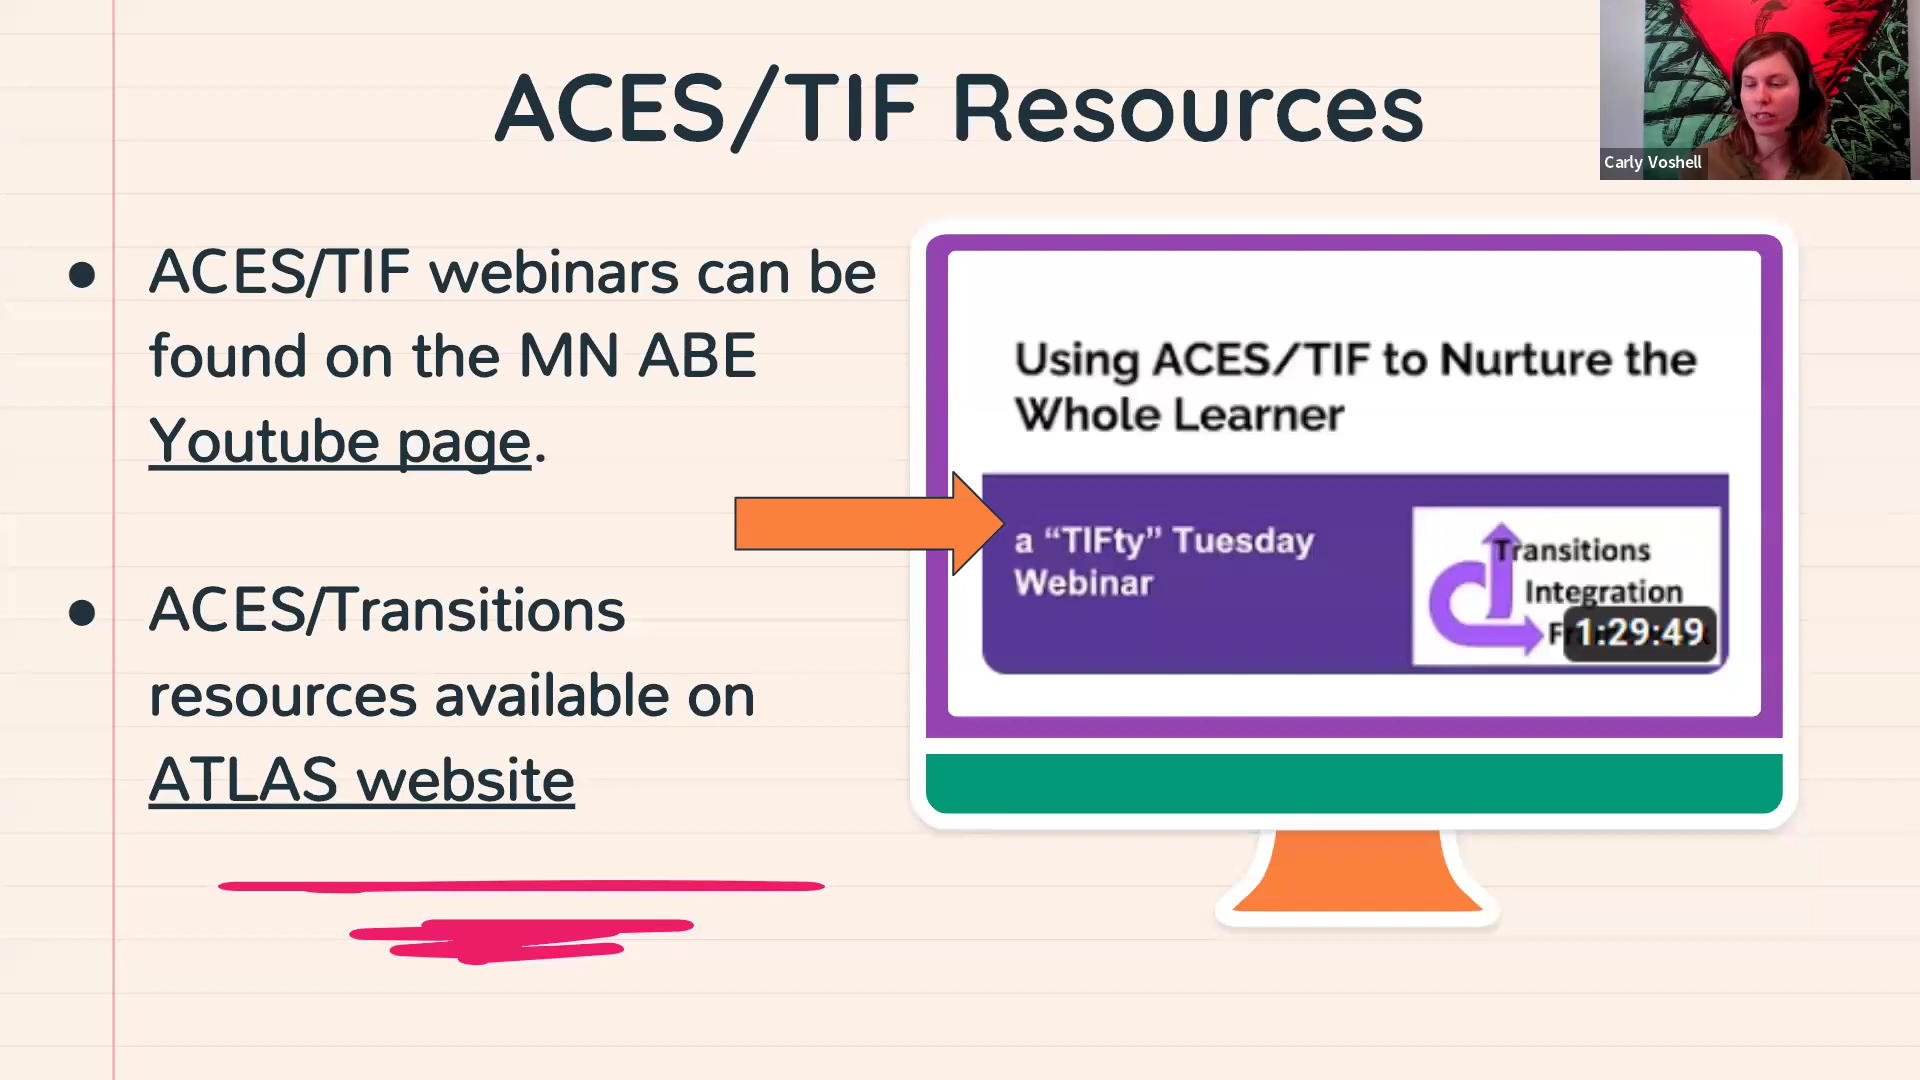 ACES/TIF Resources
Carly Voshell
ACES/TIF webinars can be
found on the MN ABE
Youtube page.
ACES/Transitions
resources available on
ATLAS website
Using ACES/TIF to Nurture the
Whole Learner
a “TIFty” Tuesday
Webinar
Transitions
Integration
1:29:49